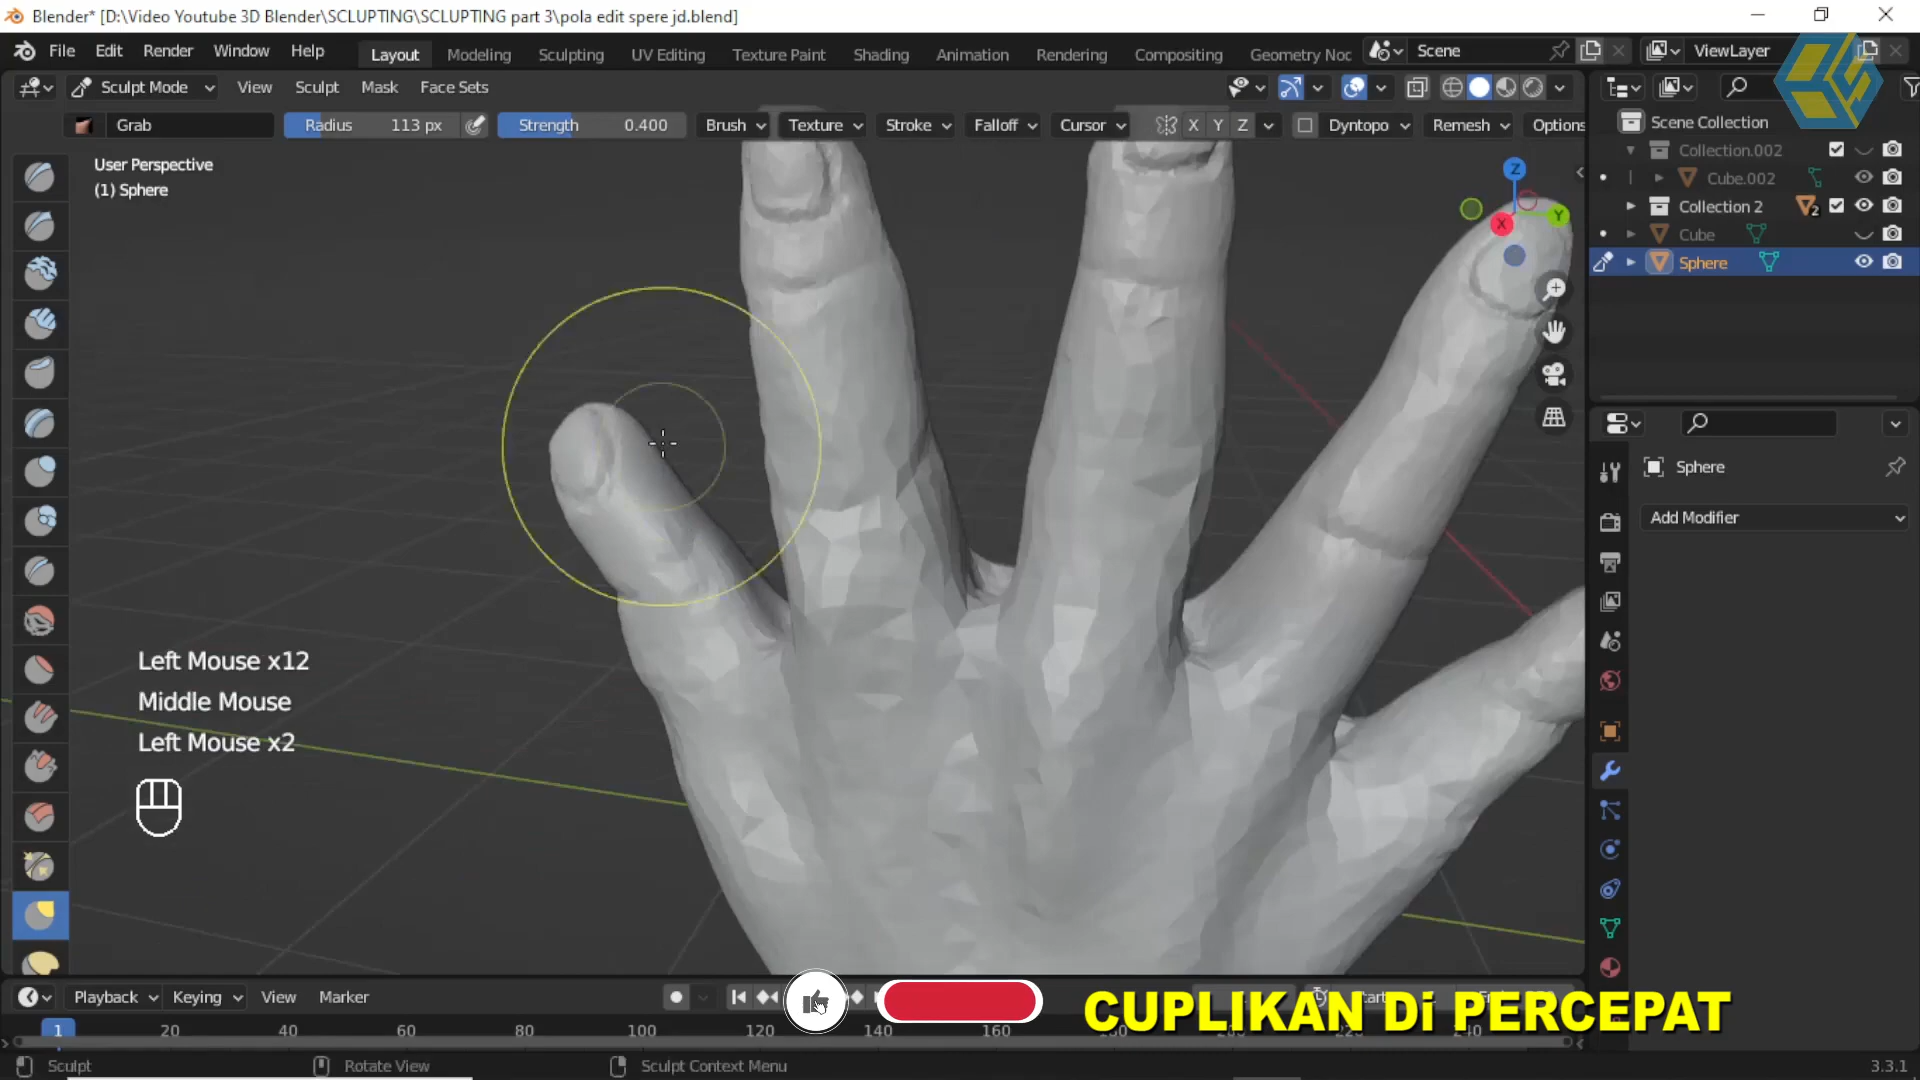 Blender* [D:\Video Youtube 3D Blender\SCLUPTING\SCLUPTING part 3\pola edit spere jd.blend]
File Edit Render Window Help Layout Modeling Sculpting UV Editing Texture Paint Shading Animation Rendering Compositing Geometry Noc Scene ViewLayer
Sculpt Mode View Sculpt Mask Face Sets
Grab Radius 113 px Strength 0.400 Brush Texture Stroke Falloff Cursor X Y Z Dyntopo Remesh Options
User Perspective
(1) Sphere
Z
Y
X
Scene Collection
Collection.002
Cube.002
Collection 2 2
Cube
Sphere
Sphere
Add Modifier
Left Mouse x12
Middle Mouse
Left Mouse x2
Playback Keying View Marker
CUPLIKAN Di PERCEPAT
1 20 40 60 80 100 120 140 160 180 200 220 240
Sculpt Rotate View Sculpt Context Menu 3.3.1